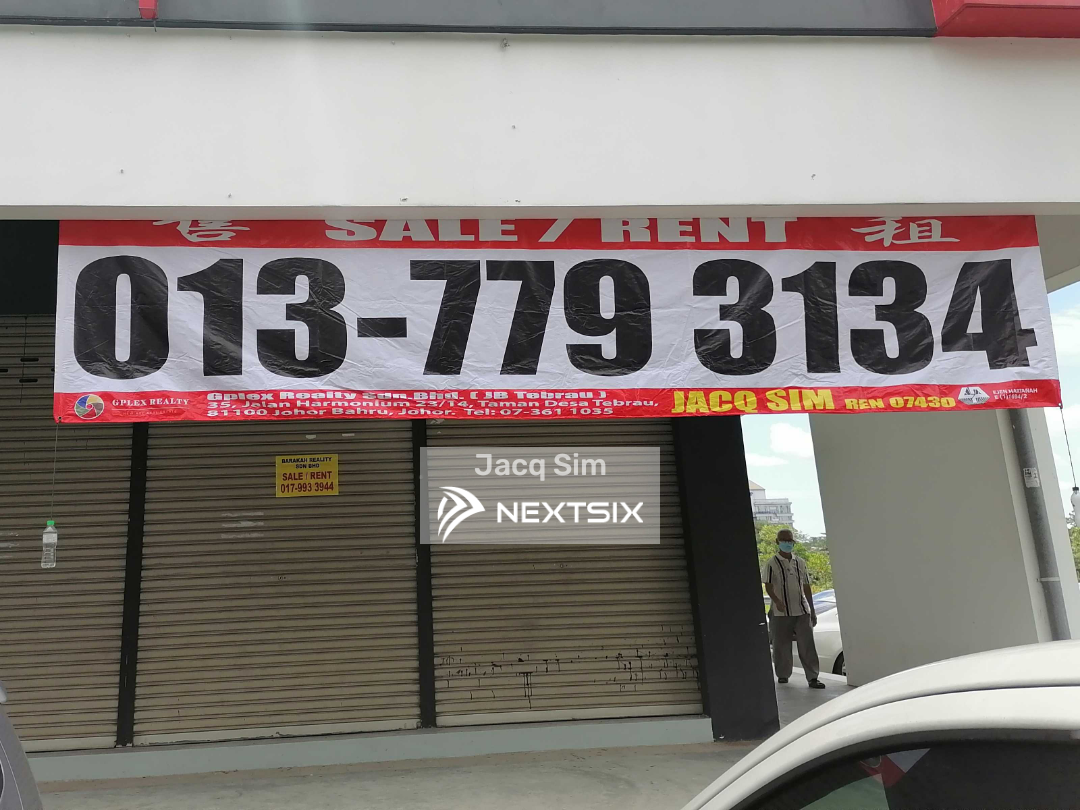 售 SALE / RENT 租
013-779 3134
GPLEX REALTY
Gplex Realty Sdn.Bhd. ( JB Tebrau )
35, Jalan Harmonium 23/14, Taman Desa Tebrau,
81100 Johor Bahru, Johor. Tel: 07-361 1035
JACQ SIM REN 07430
BARAKAH REALITY
SDN BHD
SALE / RENT
017-993 3944
Jacq Sim
NEXTSIX